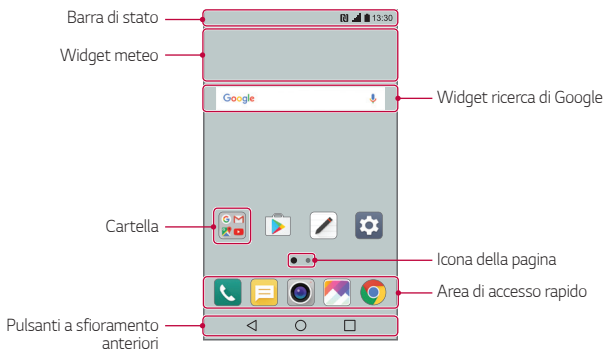 Barra di stato
13:30
Widget meteo
Google
Widget ricerca di Google
Cartella
Icona della pagina
Area di accesso rapido
Pulsanti a sfioramento
anteriori